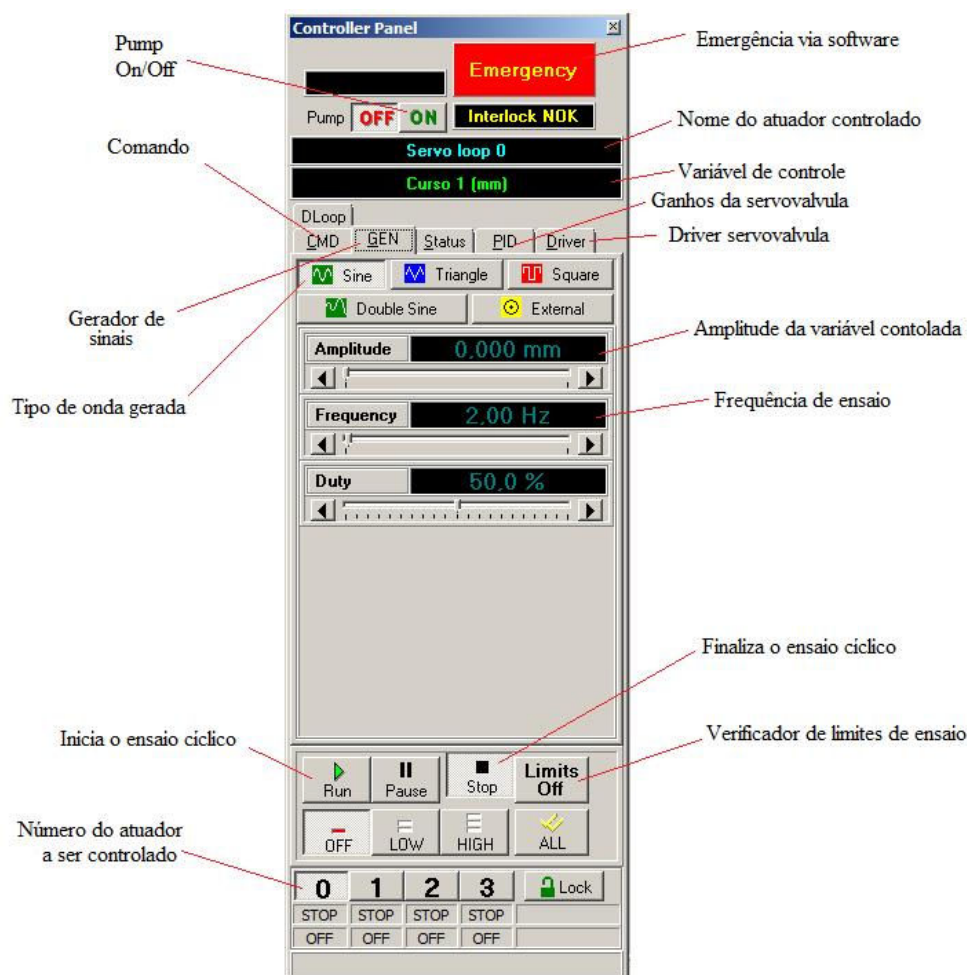 Controller Panel
Pump
On/Off
Emergency
Emergência via software
Pump OFF ON Interlock NOK
Nome do atuador controlado
Servo loop 0
Comando
Variável de controle
Curso 1 (mm)
Ganhos da servovalvula
DLoop
CMD GEN Status PID Driver
Driver servovalvula
Sine Triangle Square
Double Sine External
Gerador de
sinais
Amplitude da variável contolada
Amplitude 0,000 mm
Tipo de onda gerada
Frequência de ensaio
Frequency 2,00 Hz
Duty 50,0 %
Finaliza o ensaio cíclico
Inicia o ensaio cíclico
Verificador de limites de ensaio
Run Pause Stop Limits Off
Número do atuador
a ser controlado
OFF LOW HIGH ALL
0 1 2 3 Lock
STOP STOP STOP STOP
OFF OFF OFF OFF